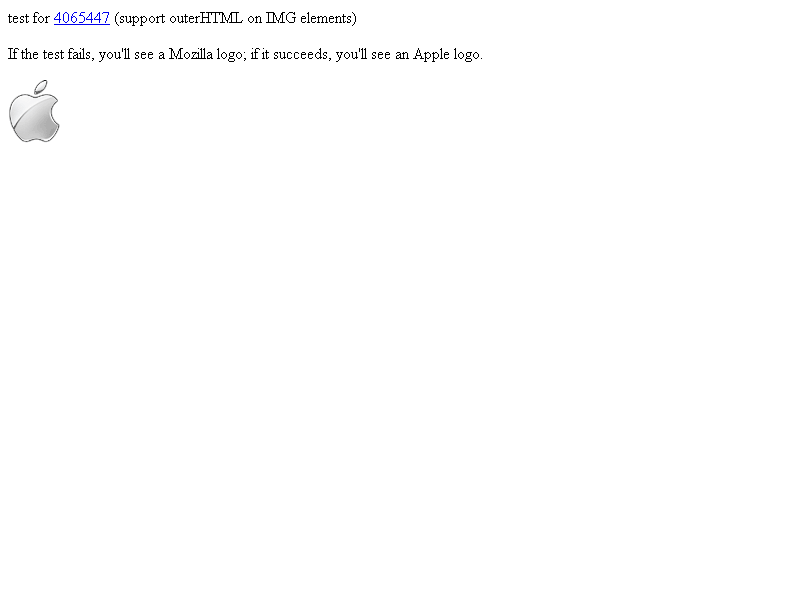 test for 4065447 (support outerHTML on IMG elements)
If the test fails, you'll see a Mozilla logo; if it succeeds, you'll see an Apple logo.